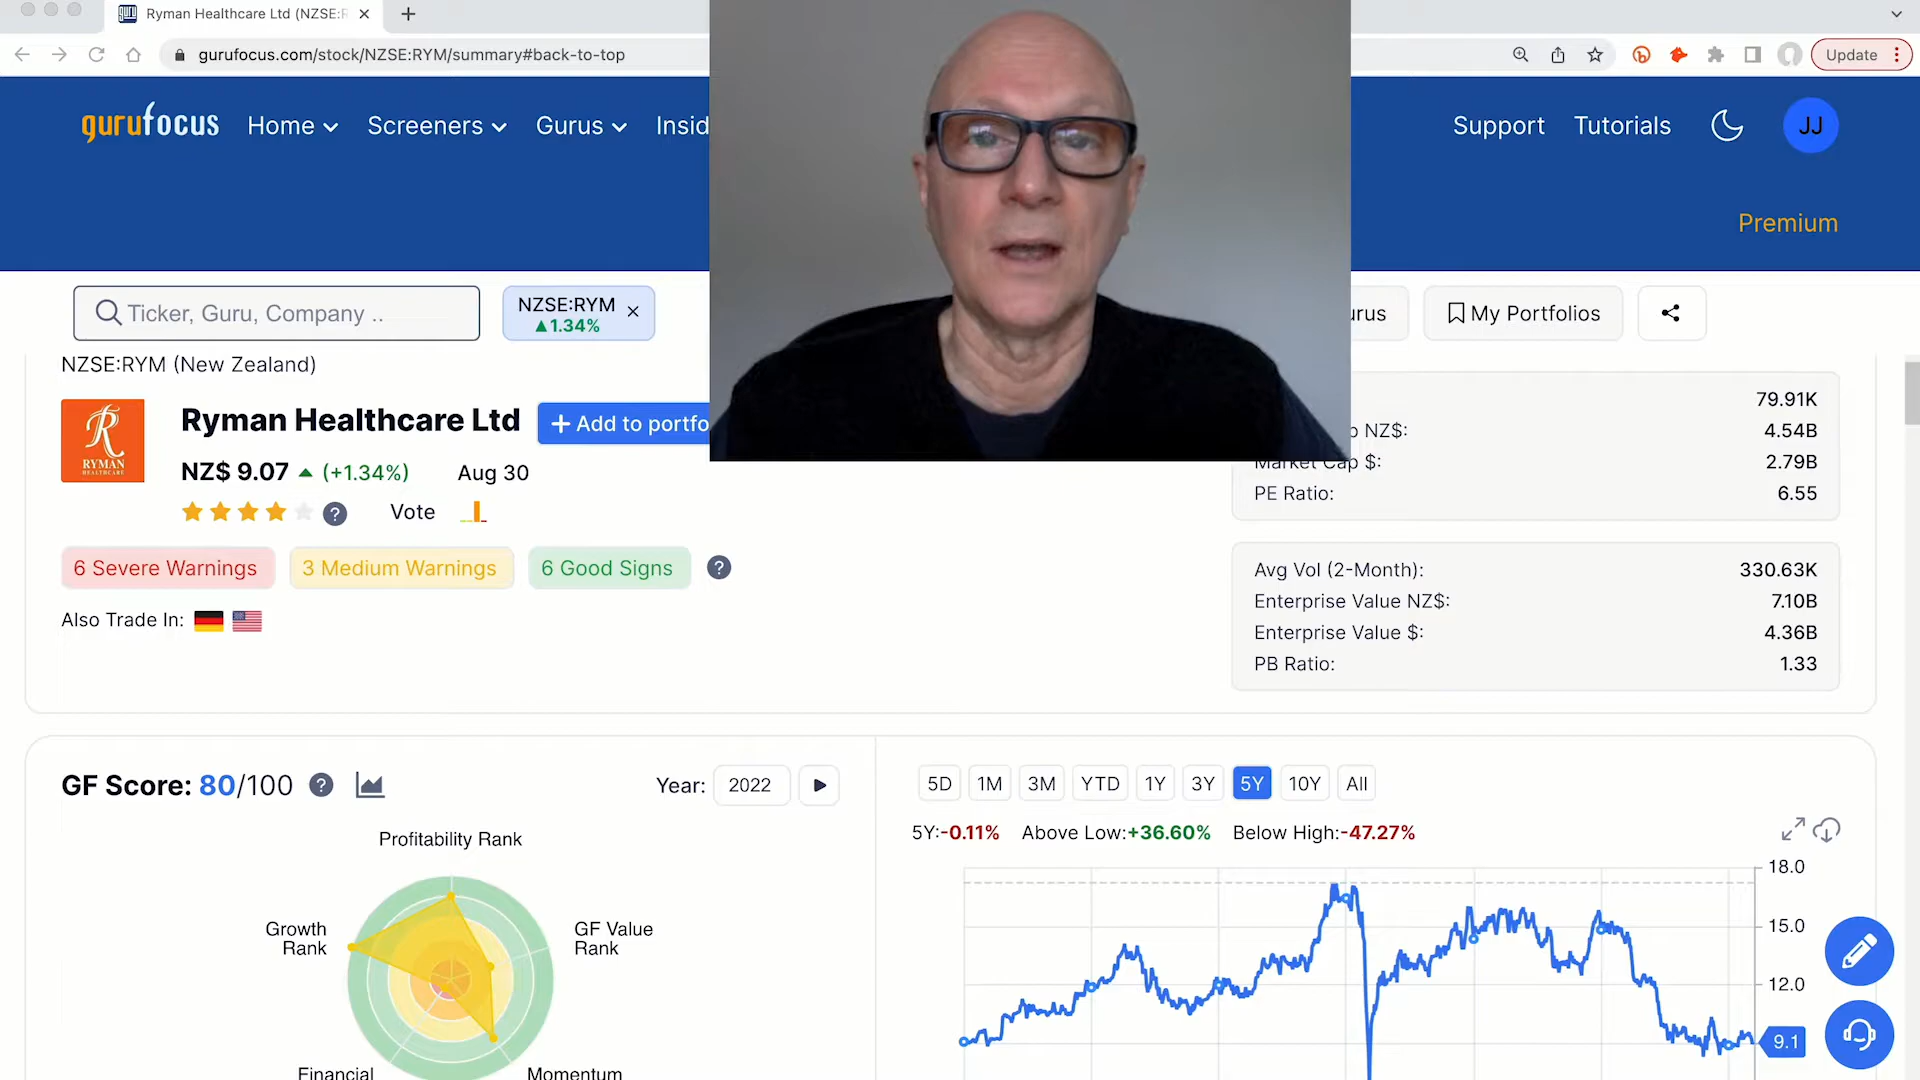 Ryman Healthcare Ltd (NZSE:R
gurufocus.com/stock/NZSE:RYM/summary#back-to-top
Update
gurufocus
Home
Screeners
Gurus
Insid
Support
Tutorials
JJ
Premium
Ticker, Guru, Company ..
NZSE:RYM
▲1.34%
urus
My Portfolios
NZSE:RYM (New Zealand)
RYMAN
HEALTHCARE
Ryman Healthcare Ltd
+ Add to portfo
NZ$ 9.07 ▲ (+1.34%) Aug 30
Vote
6 Severe Warnings
3 Medium Warnings
6 Good Signs
?
Also Trade In:
79.91K
p NZ$: 4.54B
Market Cap $: 2.79B
PE Ratio: 6.55
Avg Vol (2-Month): 330.63K
Enterprise Value NZ$: 7.10B
Enterprise Value $: 4.36B
PB Ratio: 1.33
GF Score: 80/100 ?
Year: 2022
Profitability Rank
Growth
Rank
GF Value
Rank
Financial
Momentum
5D 1M 3M YTD 1Y 3Y 5Y 10Y All
5Y:-0.11% Above Low:+36.60% Below High:-47.27%
18.0
15.0
12.0
9.1